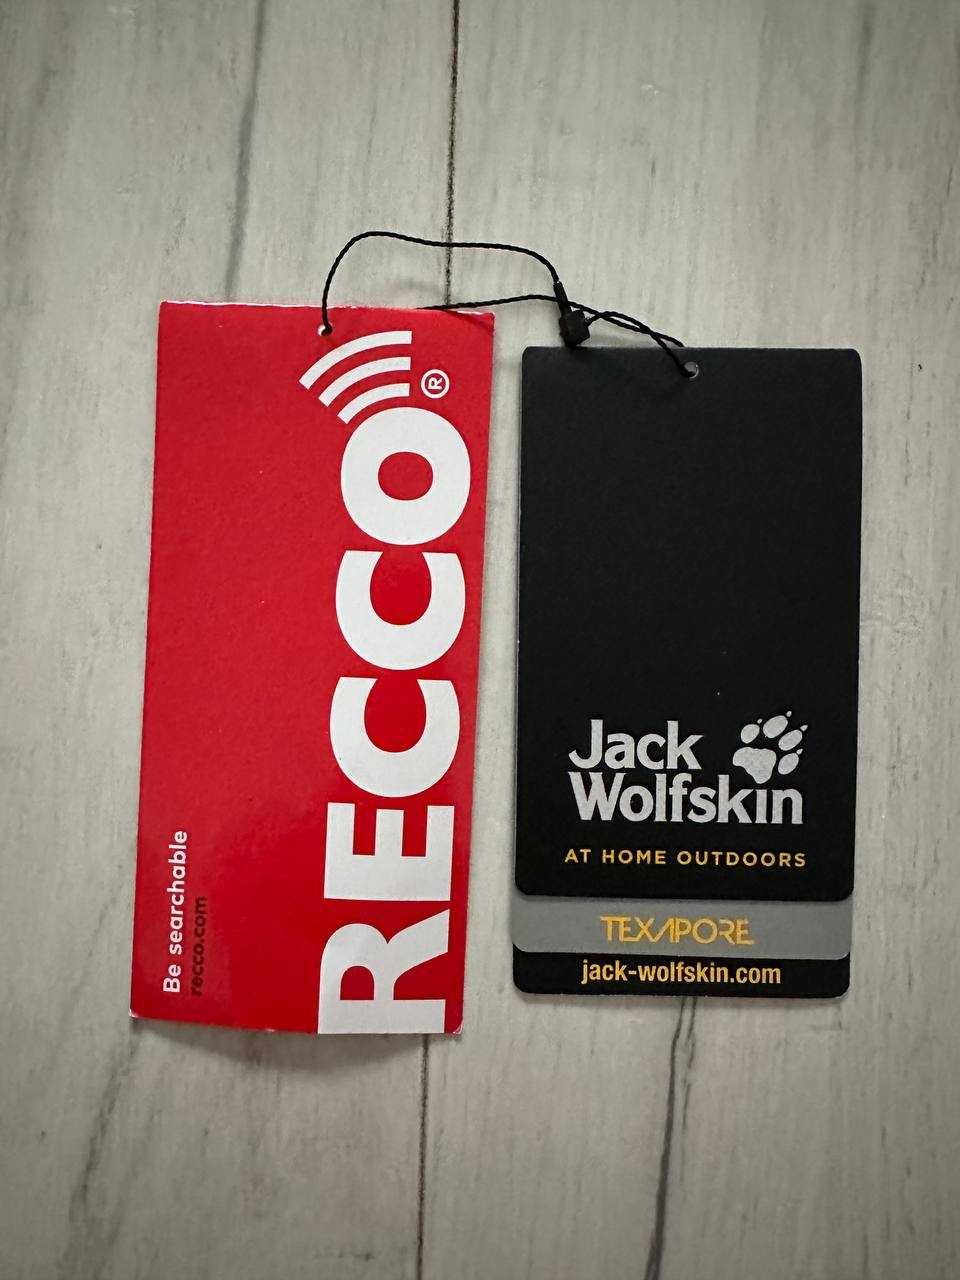 RECCO®
Be searchable
recco.com
Jack
Wolfskin
AT HOME OUTDOORS
TEXAPORE
jack-wolfskin.com